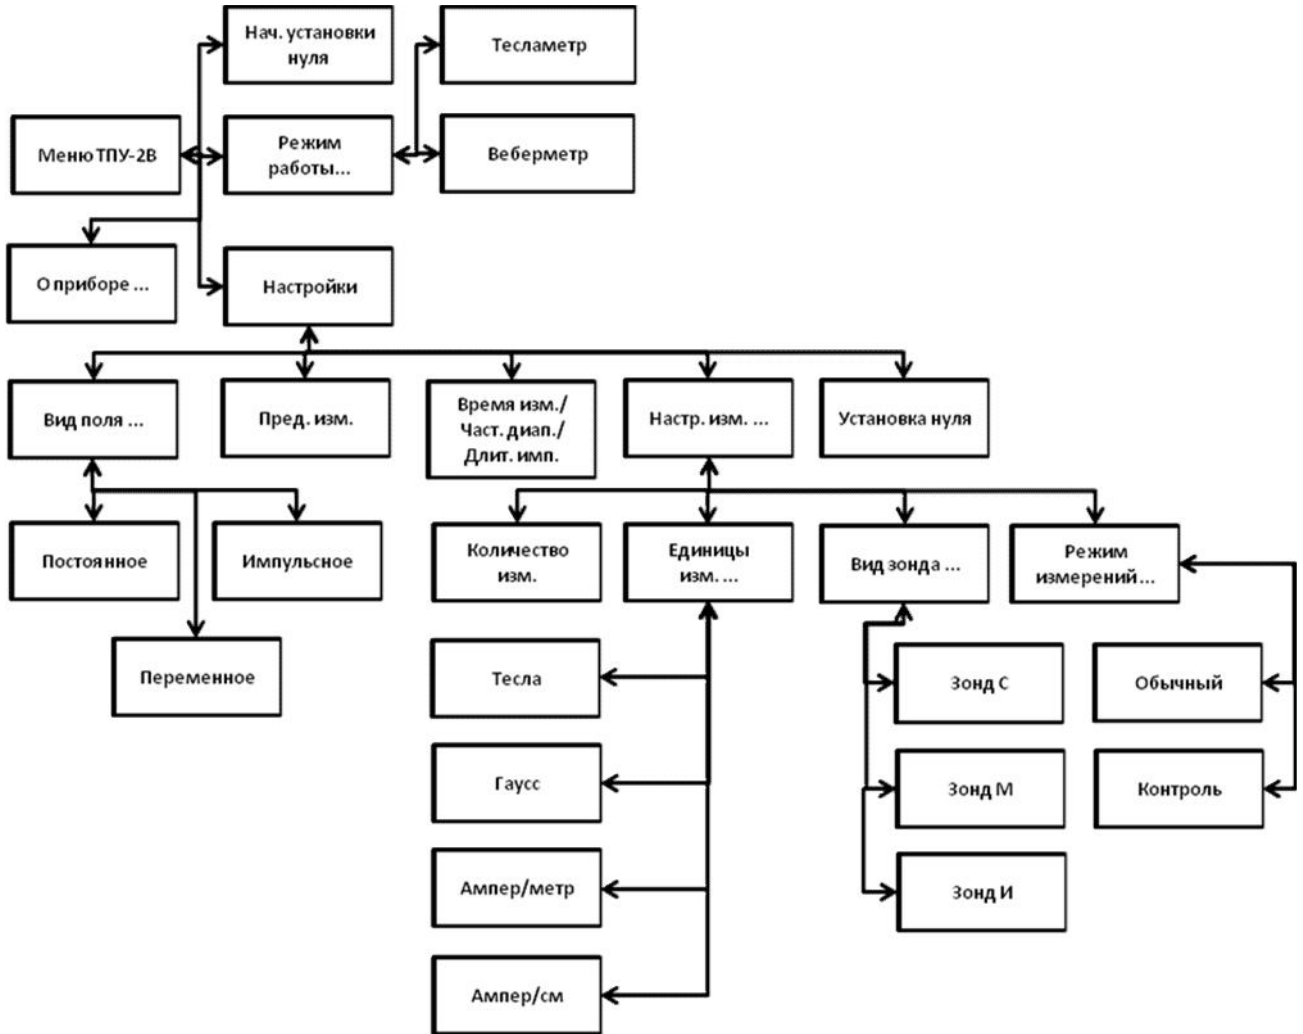 Нач. установки
нуля
Тесламетр
Меню ТПУ-2В
Режим
работы...
Веберметр
О приборе ...
Настройки
Вид поля ...
Пред. изм.
Время изм./
Част. диап./
Длит. имп.
Настр. изм. ...
Установка нуля
Постоянное
Импульсное
Количество
изм.
Единицы
изм. ...
Вид зонда ...
Режим
измерений ...
Переменное
Тесла
Зонд С
Обычный
Гаусс
Зонд М
Контроль
Ампер/метр
Зонд И
Ампер/см